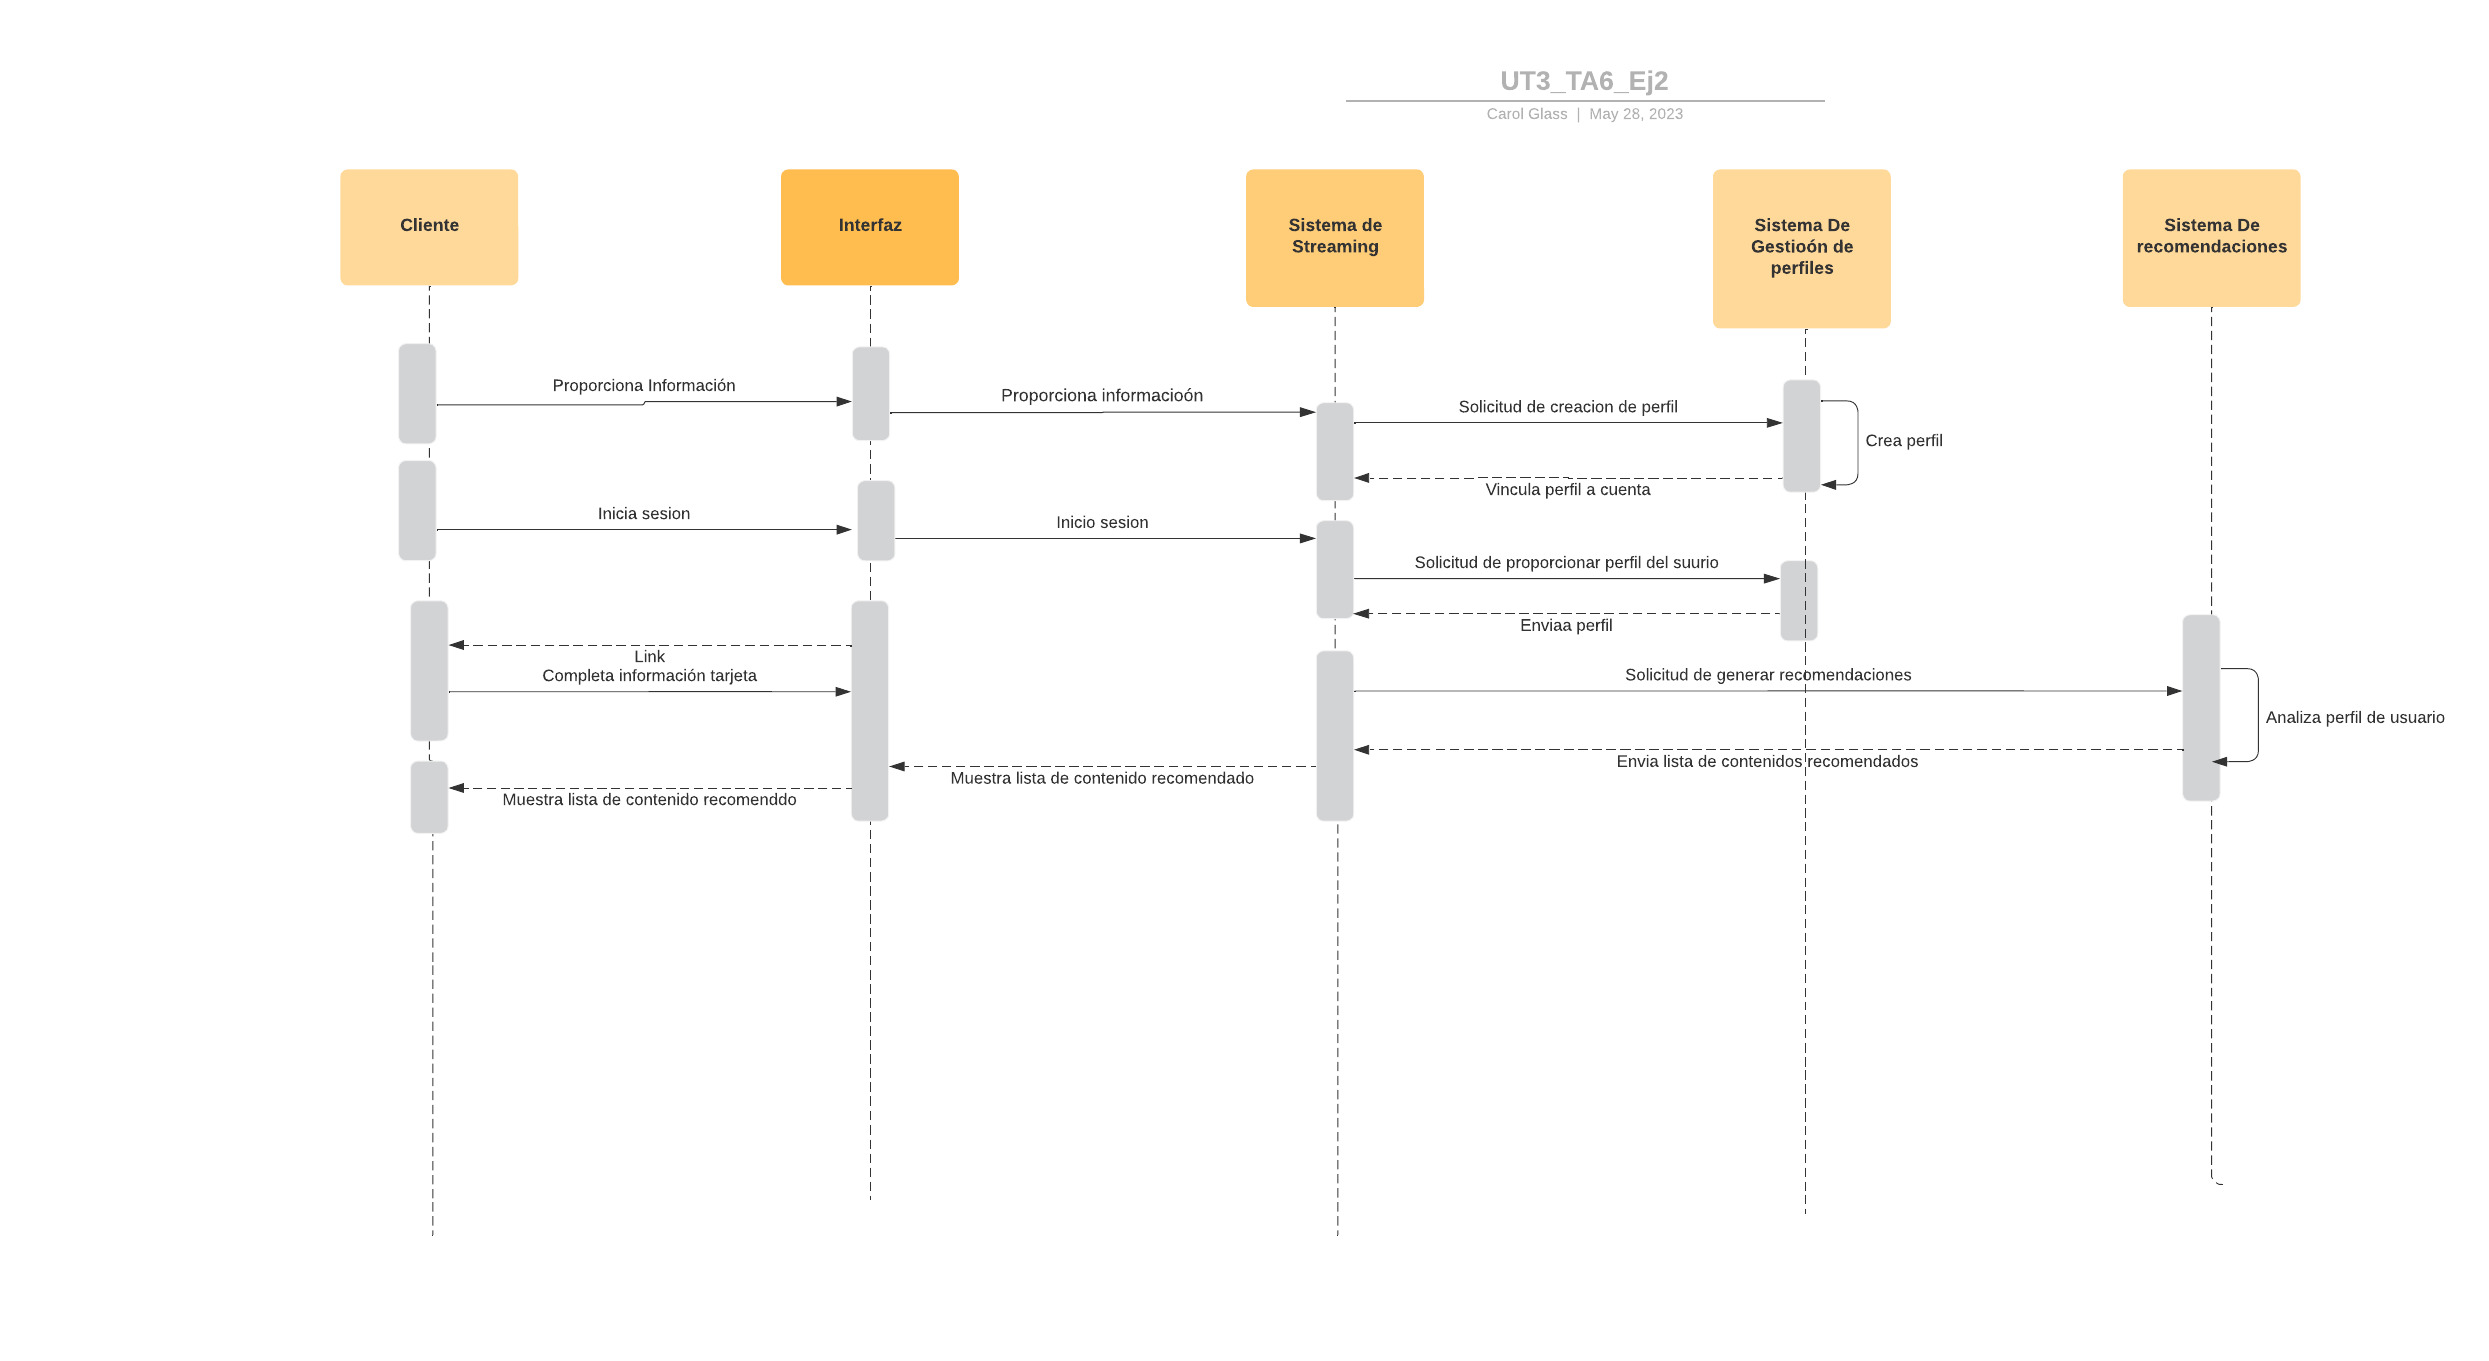 UT3_TA6_Ej2
Carol Glass | May 28, 2023
Cliente
Interfaz
Sistema de
Streaming
Sistema De
Gestioón de
perfiles
Sistema De
recomendaciones
Proporciona Información
Proporciona informacioón
Solicitud de creacion de perfil
Crea perfil
Vincula perfil a cuenta
Inicia sesion
Inicio sesion
Solicitud de proporcionar perfil del suurio
Enviaa perfil
Link
Completa información tarjeta
Solicitud de generar recomendaciones
Analiza perfil de usuario
Envia lista de contenidos recomendados
Muestra lista de contenido recomendado
Muestra lista de contenido recomenddo